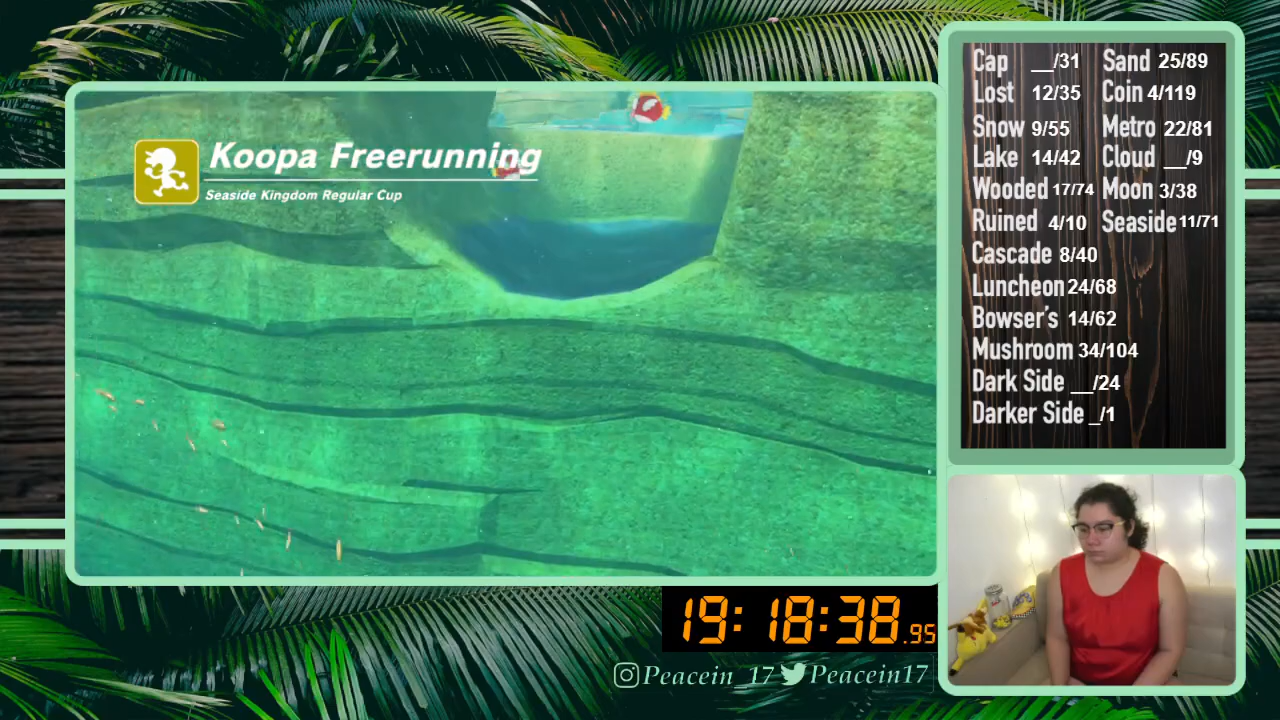 Koopa Freerunning
Seaside Kingdom Regular Cup
Cap __/31 Sand 25/89
Lost 12/35 Coin 4/119
Snow 9/55 Metro 22/81
Lake 14/42 Cloud __/9
Wooded 17/74 Moon 3/38
Ruined 4/10 Seaside 11/71
Cascade 8/40
Luncheon 24/68
Bowser's 14/62
Mushroom 34/104
Dark Side __/24
Darker Side _/1
19:18:38.95
Peacein_17 Peacein17